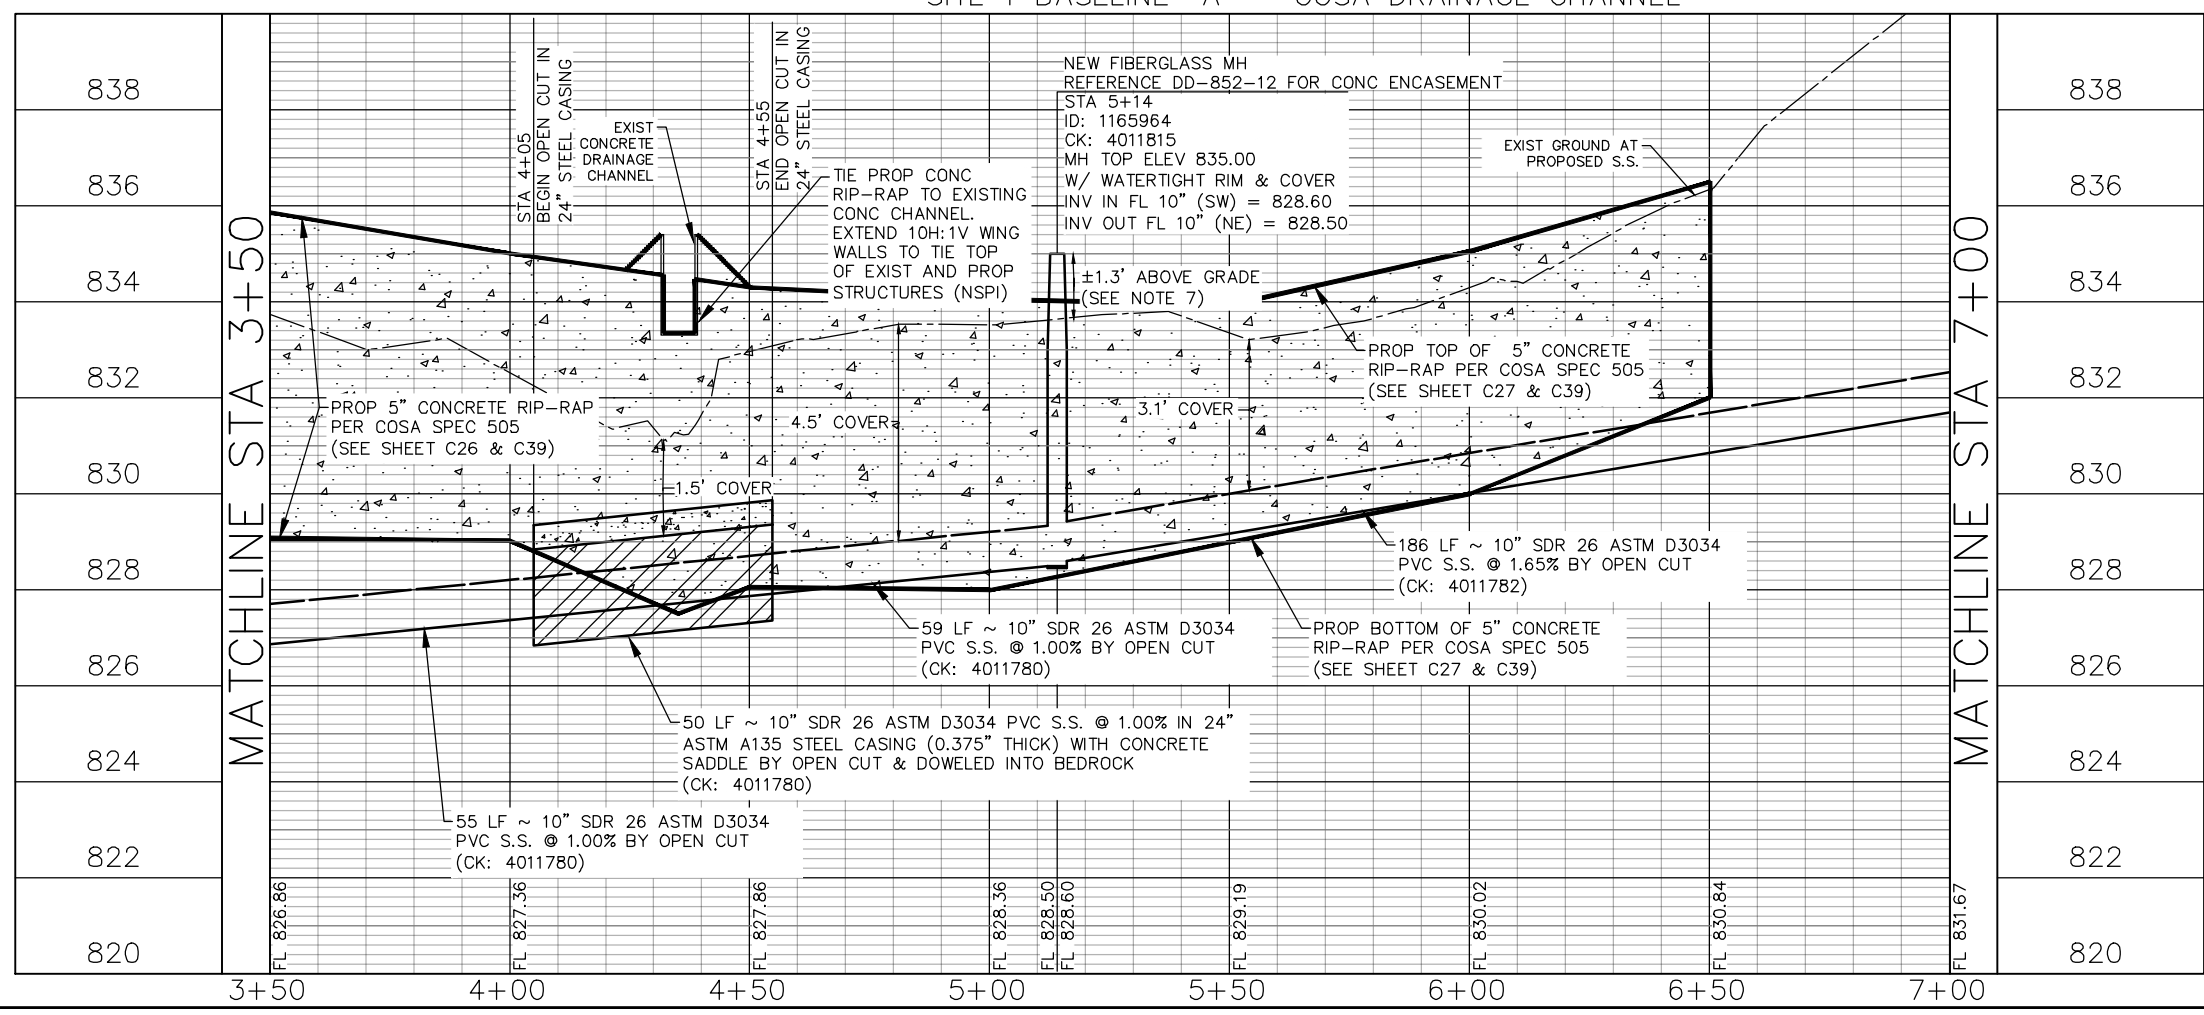 838
836
834
832
830
828
826
824
822
820
MATCHLINE STA 3+50
STA 4+05
BEGIN OPEN CUT IN
24" STEEL CASING
EXIST
CONCRETE
DRAINAGE
CHANNEL
STA 4+55
END OPEN CUT IN
24" STEEL CASING
TIE PROP CONC
RIP-RAP TO EXISTING
CONC CHANNEL.
EXTEND 10H:1V WING
WALLS TO TIE TOP
OF EXIST AND PROP
STRUCTURES (NSPI)
NEW FIBERGLASS MH
REFERENCE DD-852-12 FOR CONC ENCASEMENT
STA 5+14
ID: 1165964
CK: 4011815
MH TOP ELEV 835.00
W/ WATERTIGHT RIM & COVER
INV IN FL 10" (SW) = 828.60
INV OUT FL 10" (NE) = 828.50
±1.3' ABOVE GRADE
(SEE NOTE 7)
EXIST GROUND AT
PROPOSED S.S.
PROP TOP OF 5" CONCRETE
RIP-RAP PER COSA SPEC 505
(SEE SHEET C27 & C39)
PROP 5" CONCRETE RIP-RAP
PER COSA SPEC 505
(SEE SHEET C26 & C39)
1.5' COVER
4.5' COVER
3.1' COVER
186 LF ~ 10" SDR 26 ASTM D3034
PVC S.S. @ 1.65% BY OPEN CUT
(CK: 4011782)
59 LF ~ 10" SDR 26 ASTM D3034
PVC S.S. @ 1.00% BY OPEN CUT
(CK: 4011780)
PROP BOTTOM OF 5" CONCRETE
RIP-RAP PER COSA SPEC 505
(SEE SHEET C27 & C39)
50 LF ~ 10" SDR 26 ASTM D3034 PVC S.S. @ 1.00% IN 24"
ASTM A135 STEEL CASING (0.375" THICK) WITH CONCRETE
SADDLE BY OPEN CUT & DOWELED INTO BEDROCK
(CK: 4011780)
55 LF ~ 10" SDR 26 ASTM D3034
PVC S.S. @ 1.00% BY OPEN CUT
(CK: 4011780)
FL 826.86
FL 827.36
FL 827.86
FL 828.36
FL 828.50
FL 828.60
FL 829.19
FL 830.02
FL 830.84
FL 831.67
MATCHLINE STA 7+00
838
836
834
832
830
828
826
824
822
820
3+50
4+00
4+50
5+00
5+50
6+00
6+50
7+00